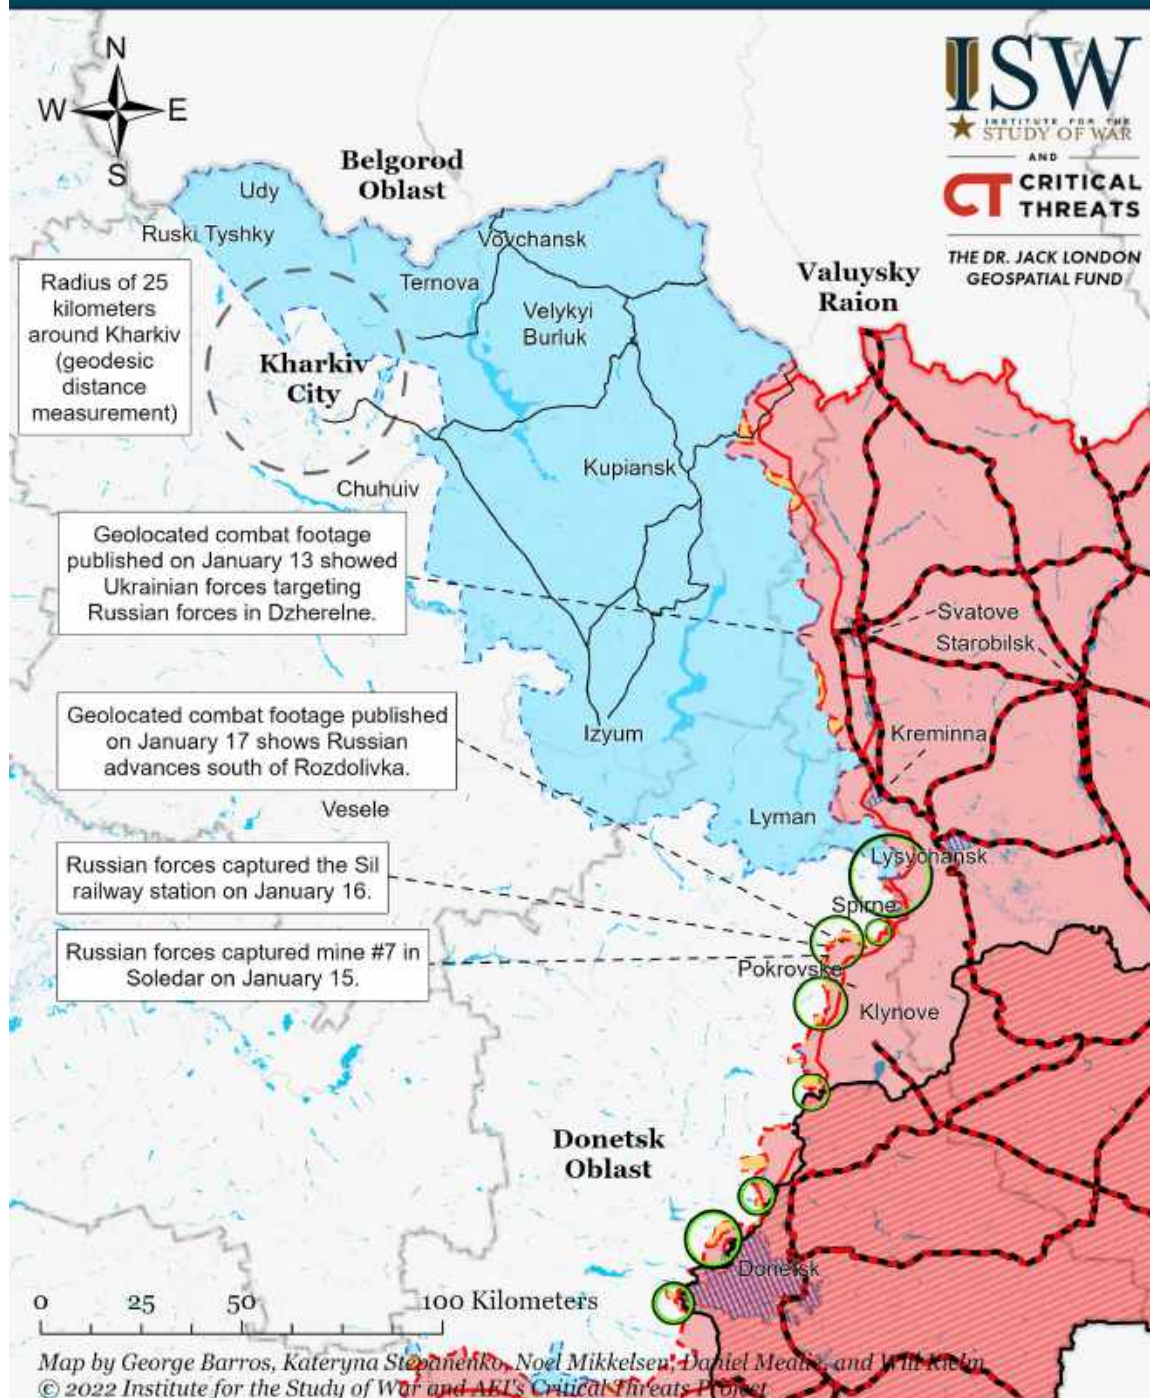 N
W
E
S
ISW
INSTITUTE FOR THE
STUDY OF WAR
AND
CT CRITICAL
THREATS
THE DR. JACK LONDON
GEOSPATIAL FUND
Belgorod
Oblast
Udy
Ruski Tyshky
Vovchansk
Ternova
Valuysky
Raion
Velykyi
Burluk
Radius of 25
kilometers
around Kharkiv
(geodesic
distance
measurement)
Kharkiv
City
Kupiansk
Chuhuiv
Geolocated combat footage
published on January 13 showed
Ukrainian forces targeting
Russian forces in Dzherelne.
Svatove
Starobilsk
Geolocated combat footage published
on January 17 shows Russian
advances south of Rozdolivka.
Izyum
Kreminna
Vesele
Lyman
Russian forces captured the Sil
railway station on January 16.
Lysychansk
Spirne
Russian forces captured mine #7 in
Soledar on January 15.
Pokrovske
Klynove
Donetsk
Oblast
Donetsk
0 25 50 100 Kilometers
Map by George Barros, Kateryna Stepanenko, Noel Mikkelsen, Daniel Mealie, and Will Kielm
© 2022 Institute for the Study of War and AEI's Critical Threats Project